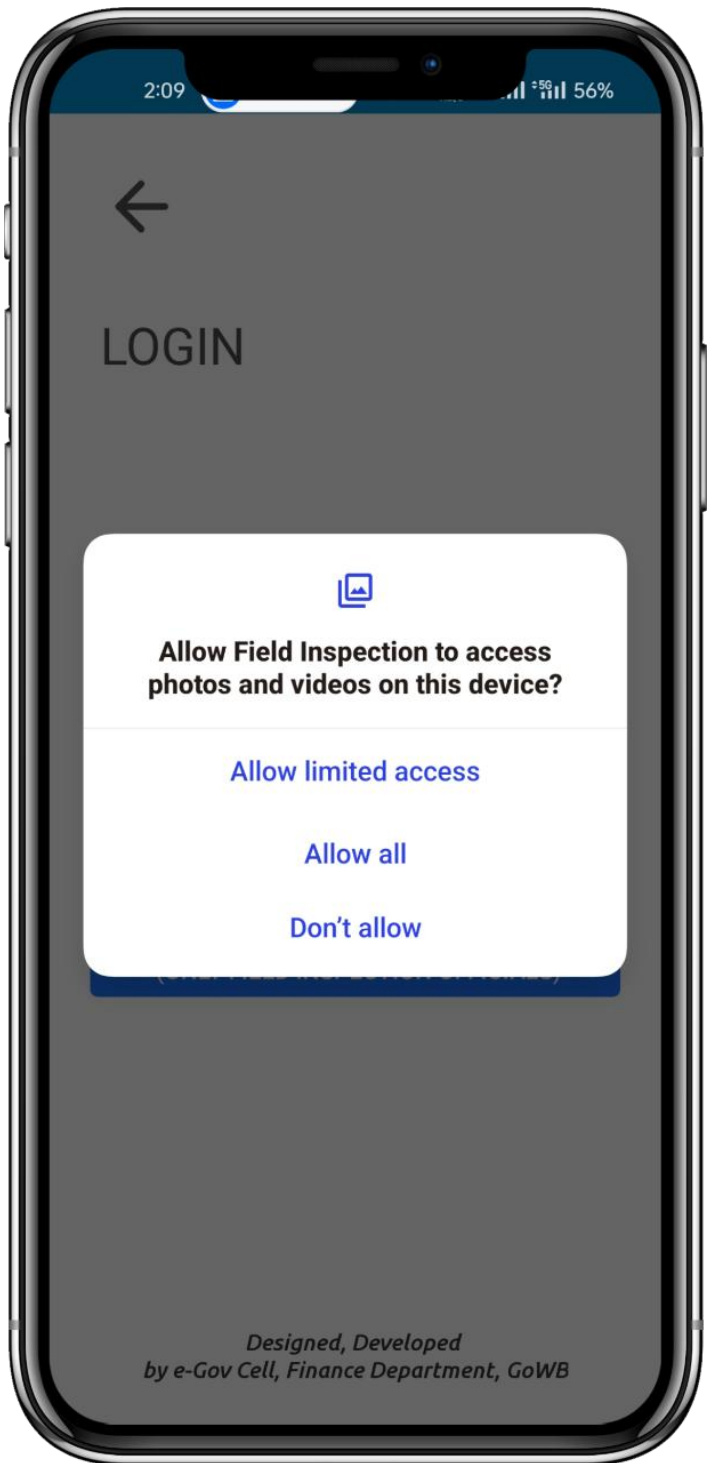 2:09
5G 56%
LOGIN
Allow Field Inspection to access
photos and videos on this device?
Allow limited access
Allow all
Don't allow
Designed, Developed
by e-Gov Cell, Finance Department, GoWB